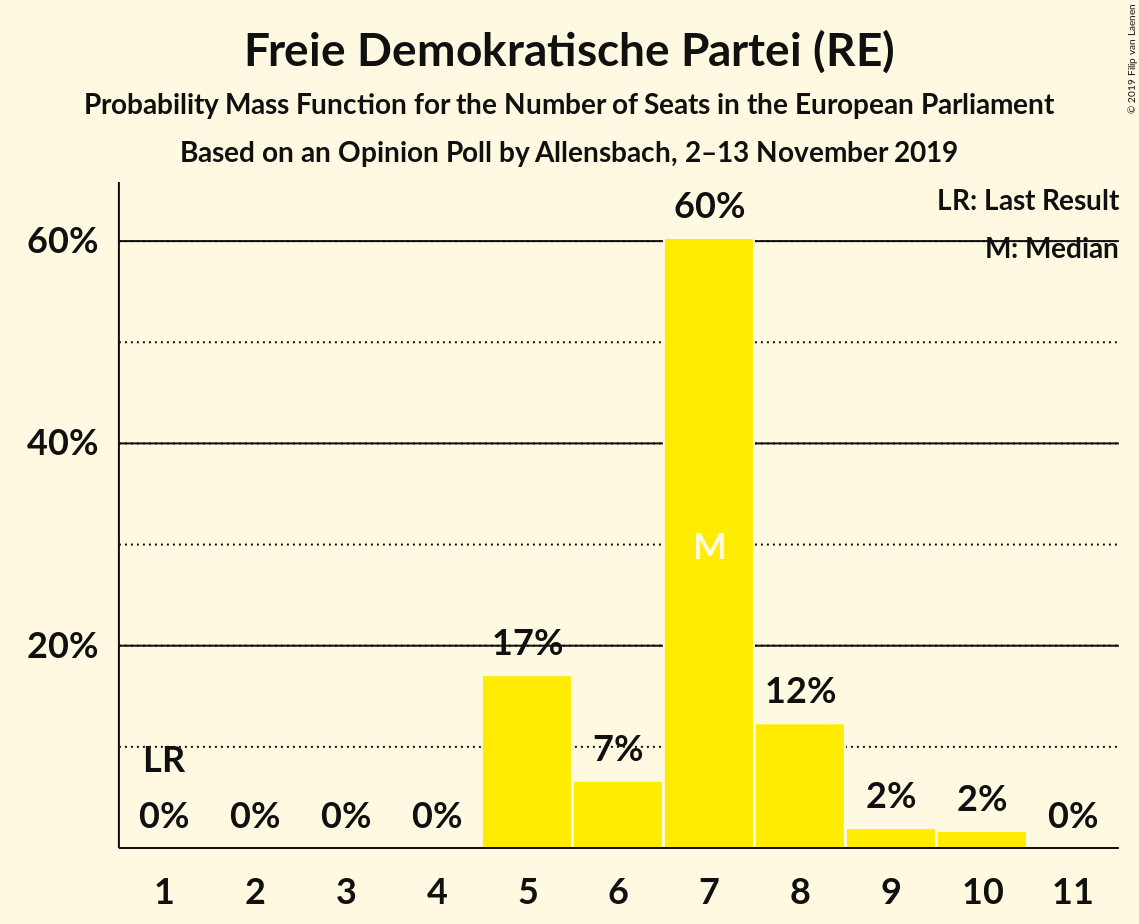 Freie Demokratische Partei (RE)
Probability Mass Function for the Number of Seats in the European Parliament
Based on an Opinion Poll by Allensbach, 2–13 November 2019
© 2019 Filip van Laenen
LR: Last Result
M: Median
60%
40%
20%
LR
0%
0%
0%
0%
17%
7%
60%
M
12%
2%
2%
0%
1 2 3 4 5 6 7 8 9 10 11